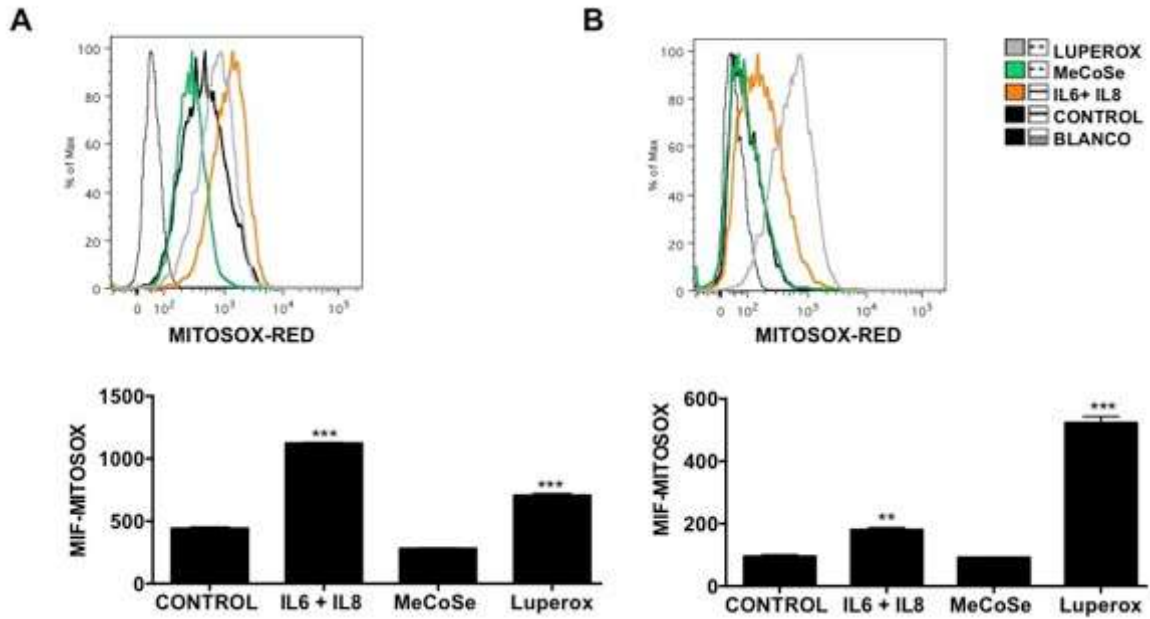 A
100
80
60
40
20
0
% of Max
0 10² 10³ 10⁴ 10⁵
MITOSOX-RED
B
100
80
60
40
20
0
% of Max
0 10² 10³ 10⁴ 10³
MITOSOX-RED
LUPEROX
MeCoSe
IL6+ IL8
CONTROL
BLANCO
1500
1000
500
0
MIF-MITOSOX
***
***
CONTROL IL6 + IL8 MeCoSe Luperox
600
400
200
0
MIF-MITOSOX
**
***
CONTROL IL6 + IL8 MeCoSe Luperox